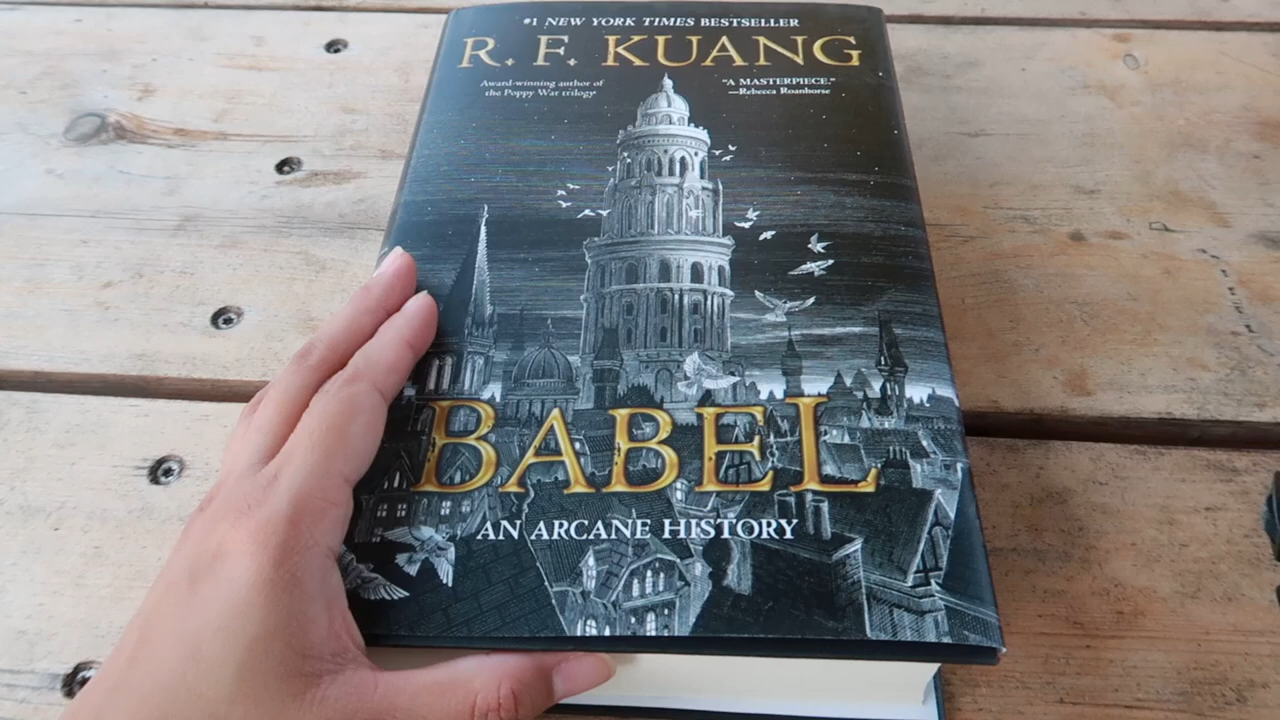 #1 NEW YORK TIMES BESTSELLER
R. F. KUANG
Award-winning author of
the Poppy War trilogy
"A MASTERPIECE."
—Rebecca Roanhorse
BABEL
AN ARCANE HISTORY